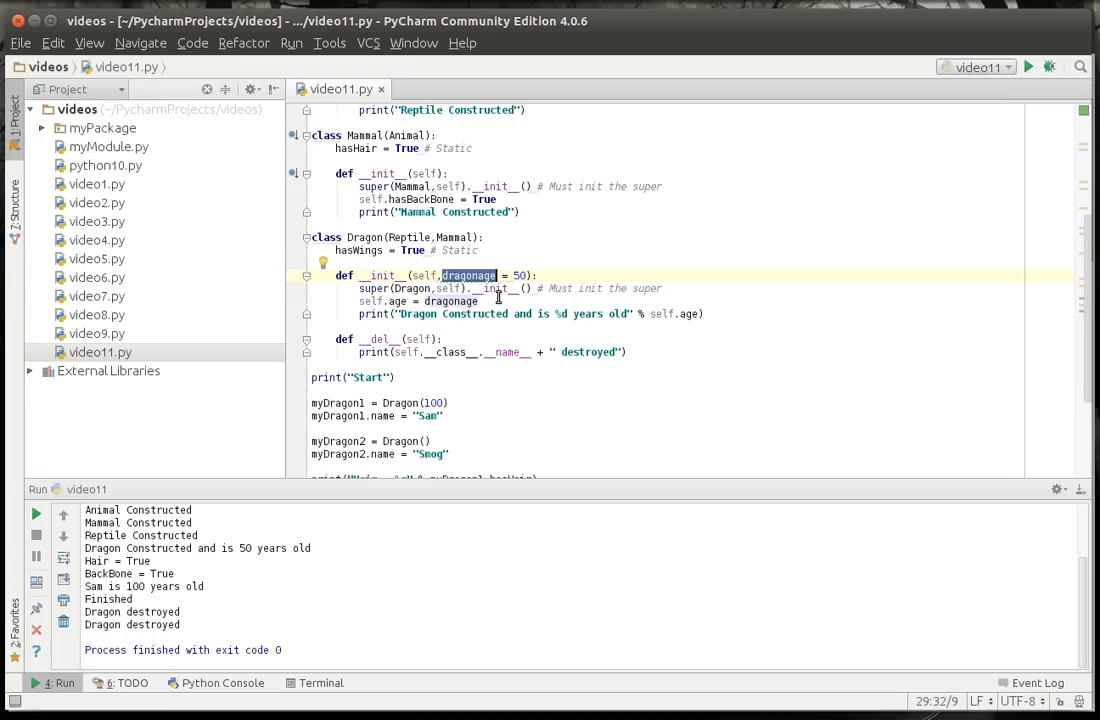 videos - [~/PycharmProjects/videos] - .../video11.py - PyCharm Community Edition 4.0.6
File Edit View Navigate Code Refactor Run Tools VCS Window Help
videos video11.py video11
Project
video11.py
1: Project
7: Structure
2: Favorites
videos (~/PycharmProjects/videos)
myPackage
myModule.py
python10.py
video1.py
video2.py
video3.py
video4.py
video5.py
video6.py
video7.py
video8.py
video9.py
video11.py
External Libraries
print("Reptile Constructed")
class Mammal(Animal):
hasHair = True # Static
def __init__(self):
super(Mammal,self).__init__() # Must init the super
self.hasBackBone = True
print("Mammal Constructed")
class Dragon(Reptile,Mammal):
hasWings = True # Static
def __init__(self,dragonage = 50):
super(Dragon,self).__init__() # Must init the super
self.age = dragonage
print("Dragon Constructed and is %d years old" % self.age)
def __del__(self):
print(self.__class__.__name__ + " destroyed")
print("Start")
myDragon1 = Dragon(100)
myDragon1.name = "Sam"
myDragon2 = Dragon()
myDragon2.name = "Smog"
Run video11
Animal Constructed
Mammal Constructed
Reptile Constructed
Dragon Constructed and is 50 years old
Hair = True
BackBone = True
Sam is 100 years old
Finished
Dragon destroyed
Dragon destroyed
Process finished with exit code 0
4: Run 6: TODO Python Console Terminal Event Log
29:32/9 LF UTF-8